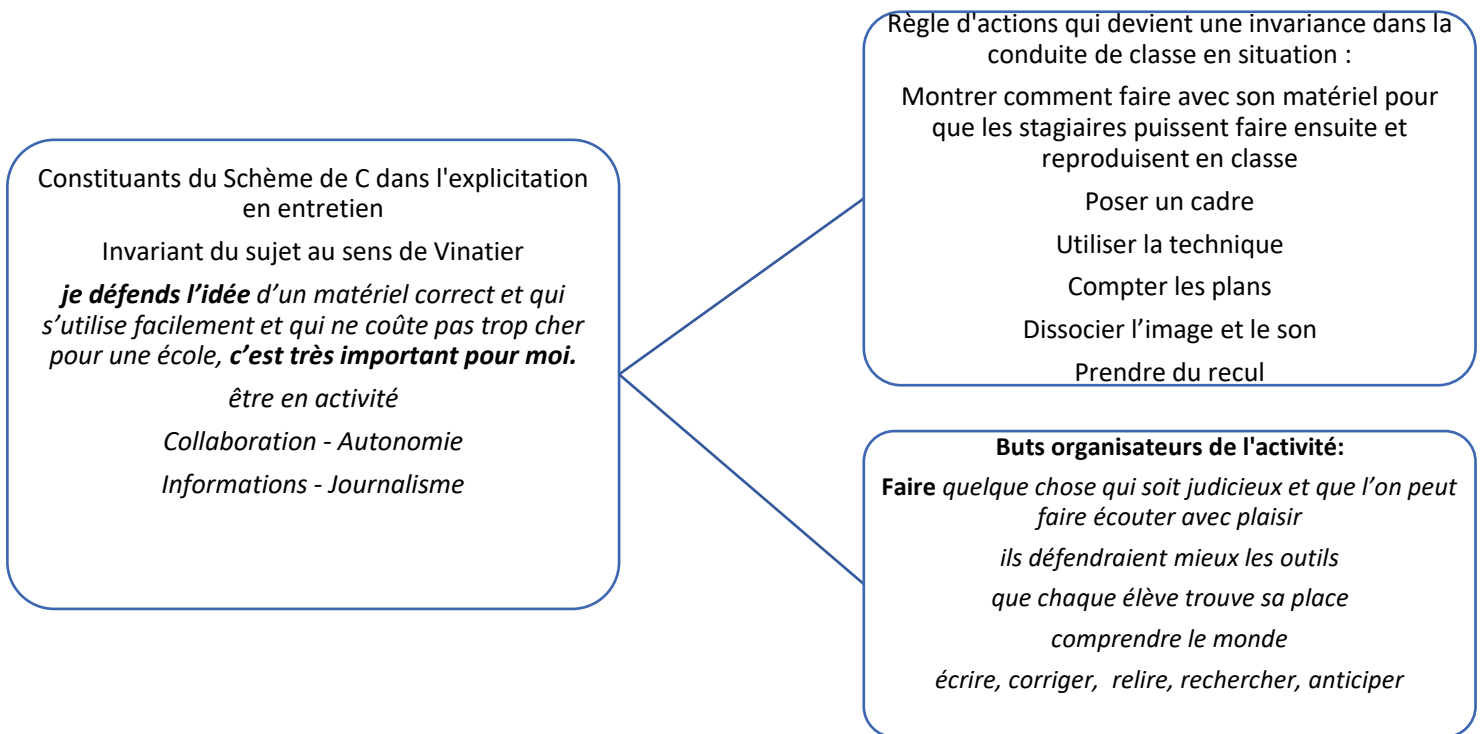 Constituants du Schème de C dans l'explicitation
en entretien
Invariant du sujet au sens de Vinatier
je défends l’idée d’un matériel correct et qui
s’utilise facilement et qui ne coûte pas trop cher
pour une école, c’est très important pour moi.
être en activité
Collaboration - Autonomie
Informations - Journalisme
Règle d'actions qui devient une invariance dans la
conduite de classe en situation :
Montrer comment faire avec son matériel pour
que les stagiaires puissent faire ensuite et
reproduisent en classe
Poser un cadre
Utiliser la technique
Compter les plans
Dissocier l’image et le son
Prendre du recul
Buts organisateurs de l'activité:
Faire quelque chose qui soit judicieux et que l’on peut
faire écouter avec plaisir
ils défendraient mieux les outils
que chaque élève trouve sa place
comprendre le monde
écrire, corriger, relire, rechercher, anticiper